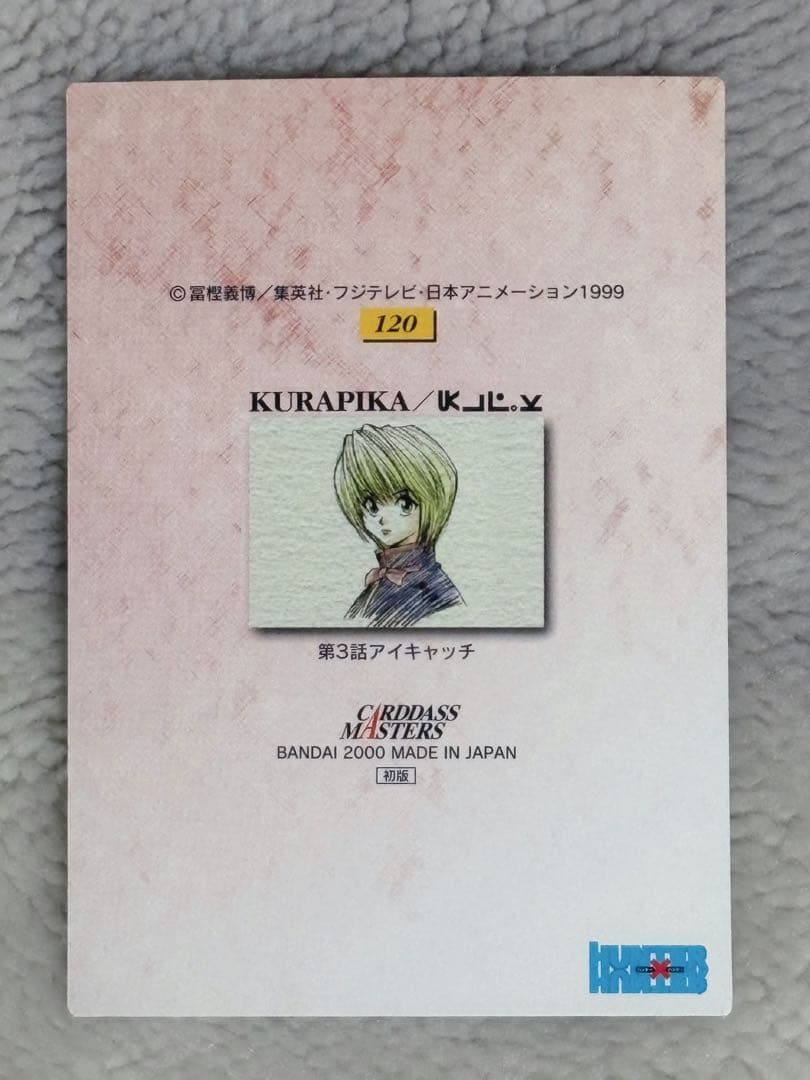 ©冨樫義博／集英社・フジテレビ・日本アニメーション1999
120
KURAPIKA／
第3話アイキャッチ
CARDDASS
MASTERS
BANDAI 2000 MADE IN JAPAN
初版
HUNTER
HUNTER